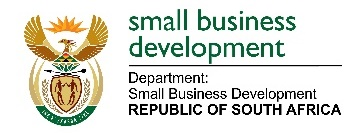 small business
development
Department:
Small Business Development
REPUBLIC OF SOUTH AFRICA